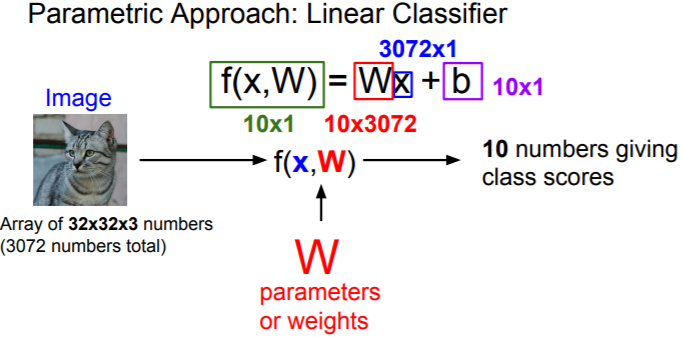 Parametric Approach: Linear Classifier
3072x1
f(x,W) = Wx + b 10x1
Image
10x1 10x3072
f(x,W)
10 numbers giving
class scores
Array of 32x32x3 numbers
(3072 numbers total)
W
parameters
or weights